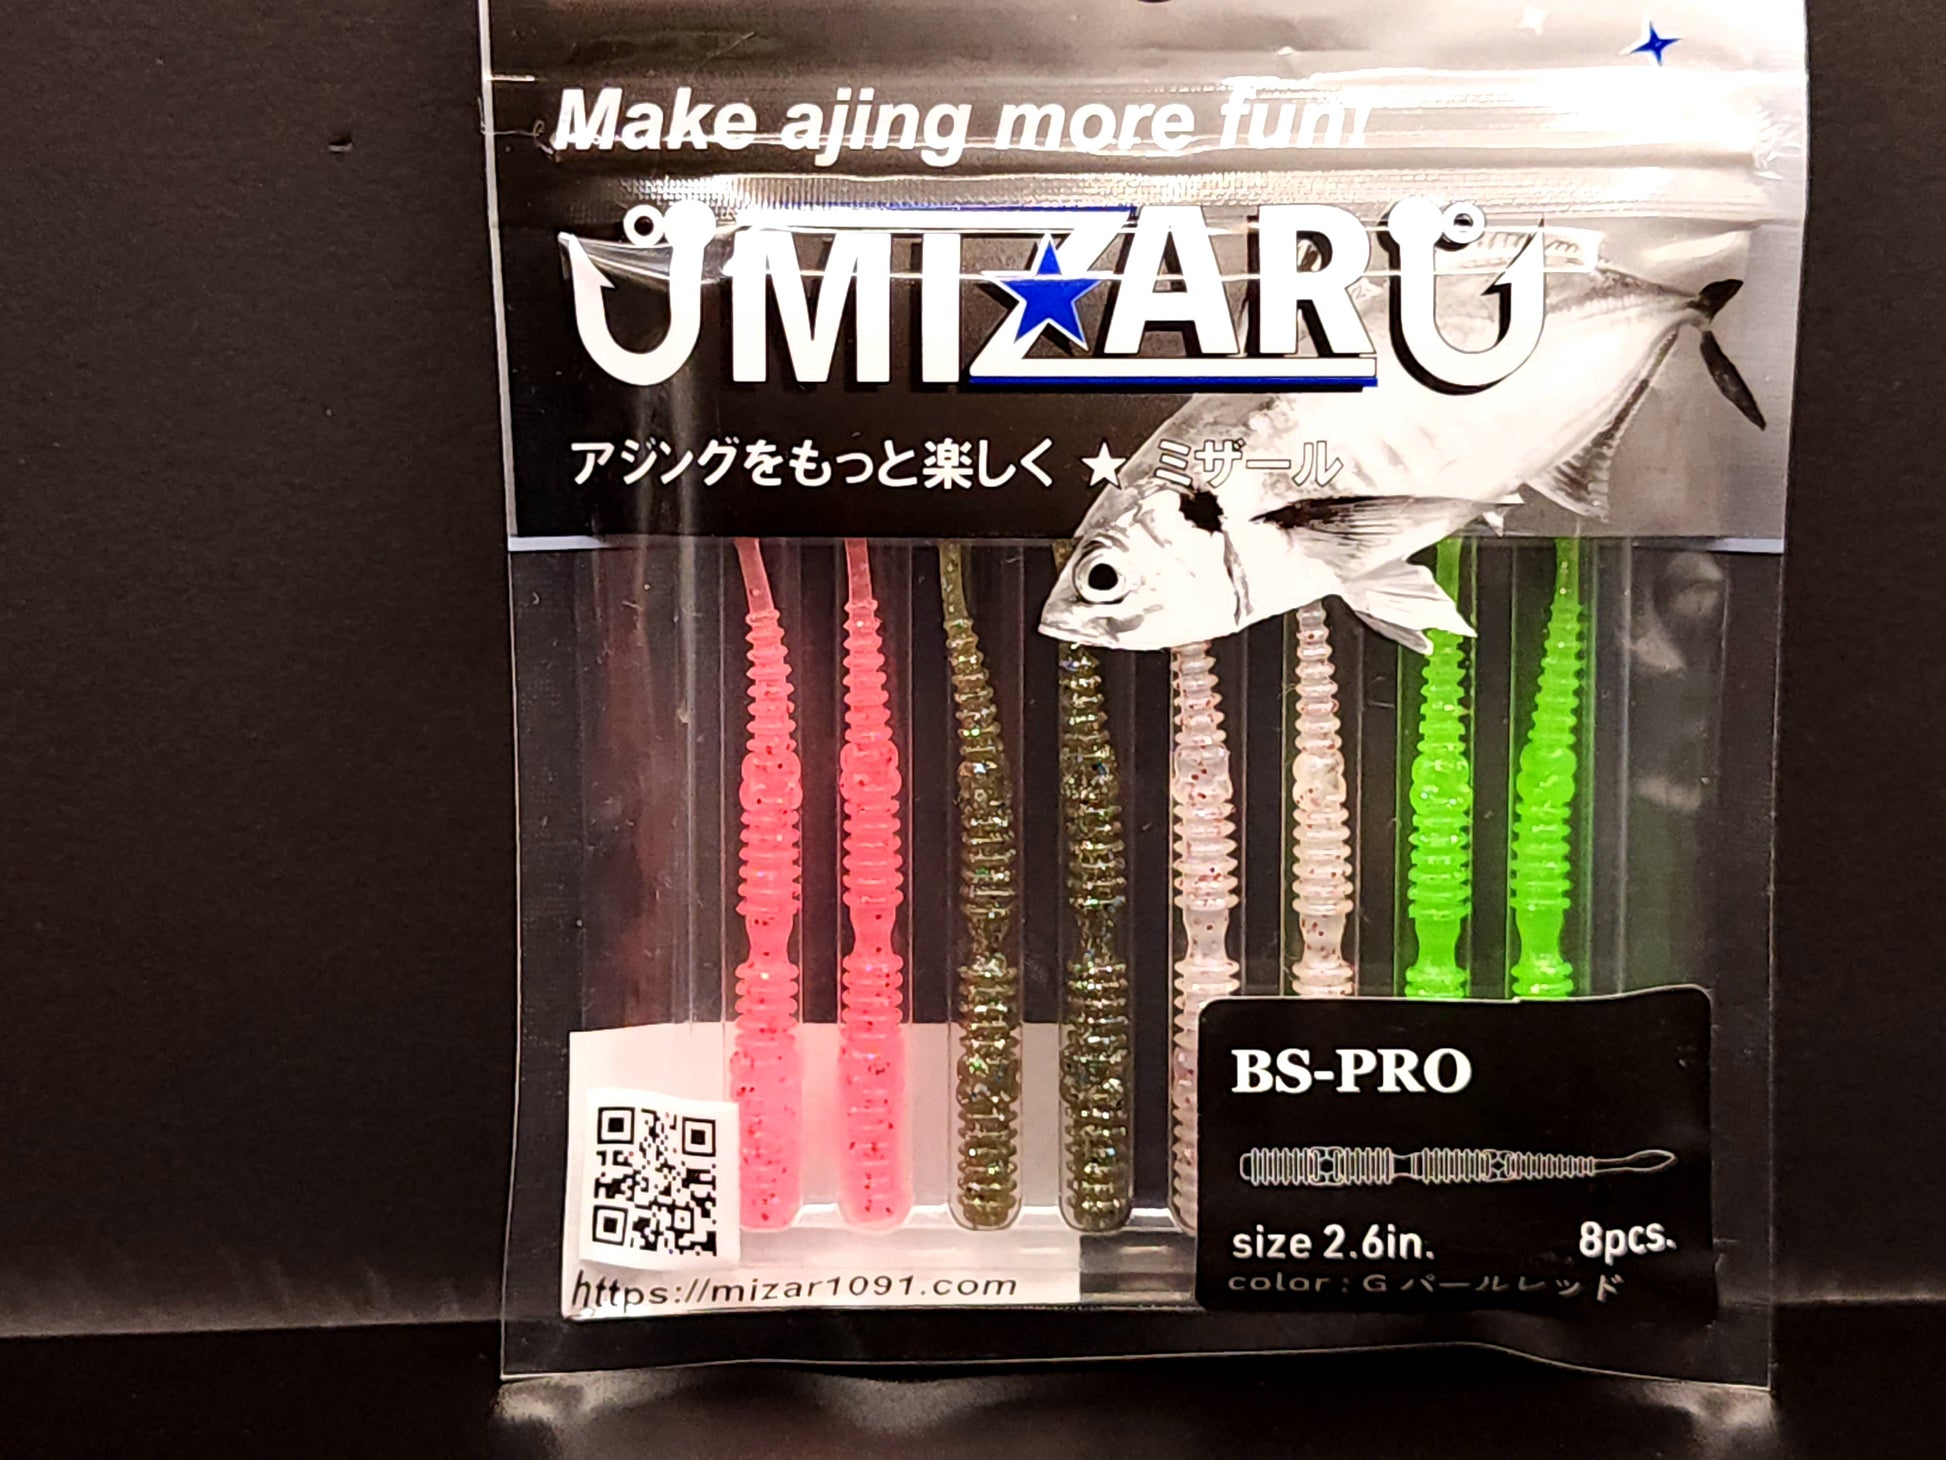 Make ajing more fun!
MIZAR
アジングをもっと楽しく ★ ミザール
BS-PRO
size 2.6in. 8pcs.
color : G パールレッド
https://mizar1091.com